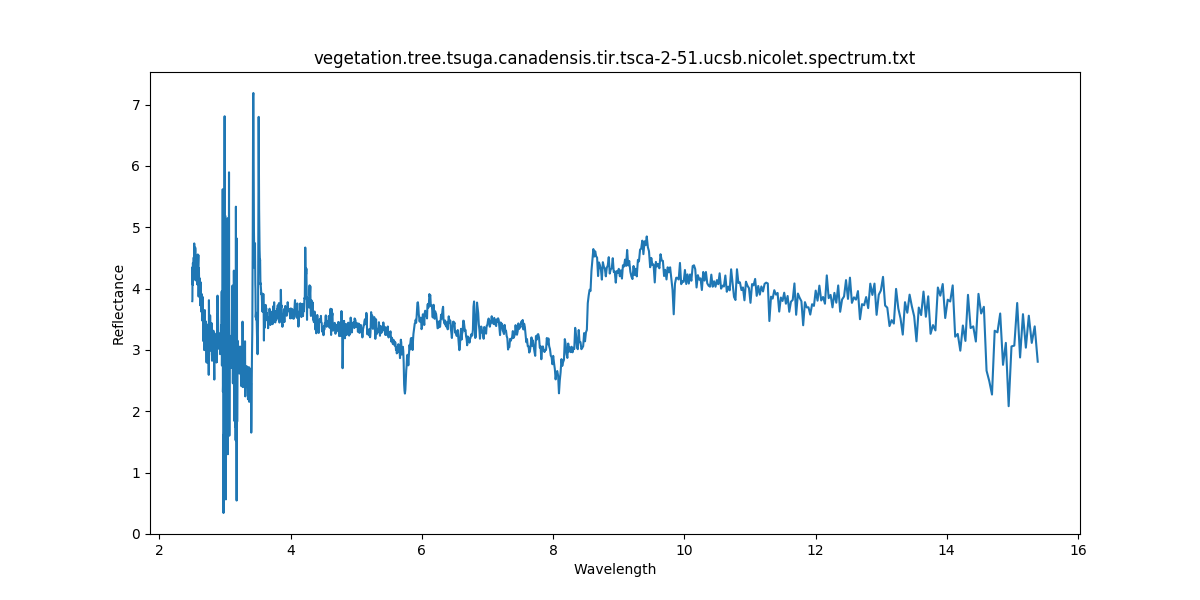 vegetation.tree.tsuga.canadensis.tir.tsca-2-51.ucsb.nicolet.spectrum.txt
7
6
5
4
3
2
1
0
Reflectance
2 4 6 8 10 12 14 16
Wavelength